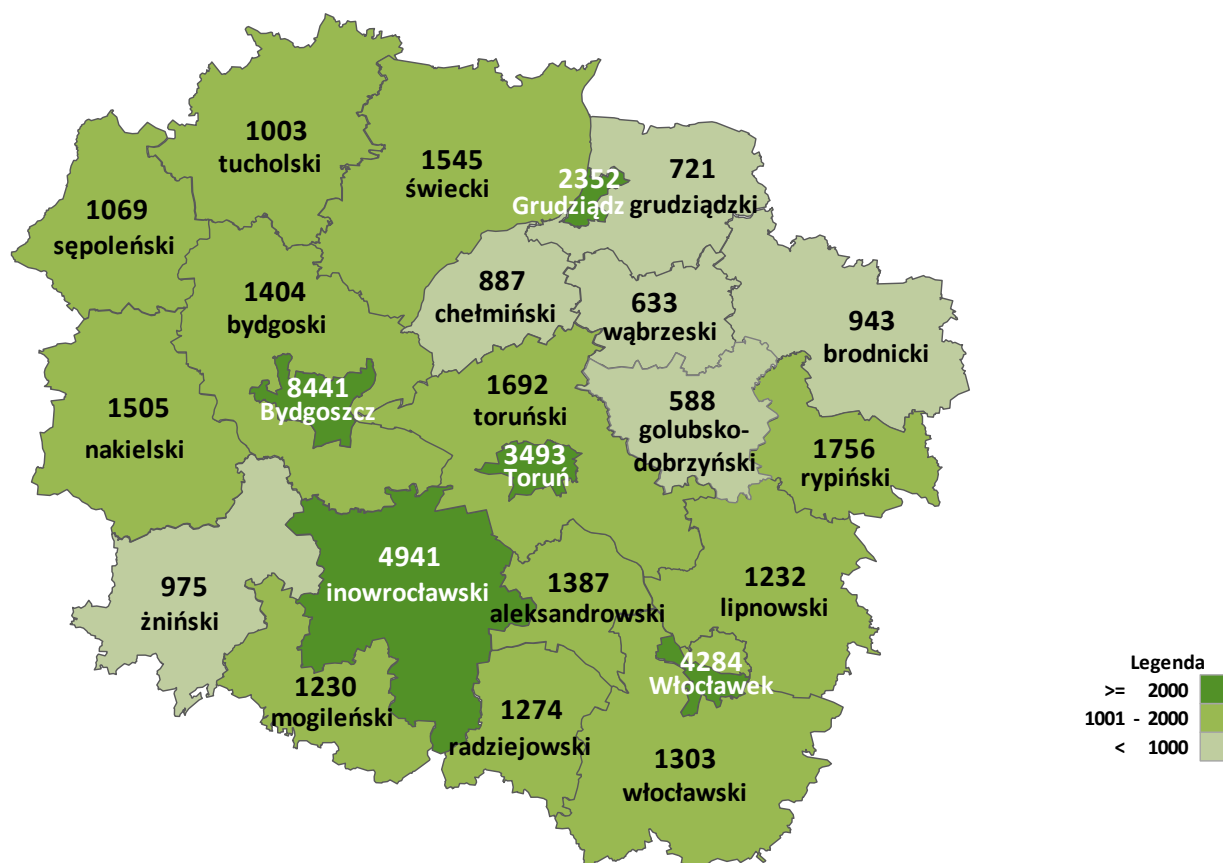 1003
tucholski
1545
świecki
2352
Grudziądz
721
grudziądzki
1069
sępoleński
1404
bydgoski
887
chełmiński
633
wąbrzeski
943
brodnicki
8441
Bydgoszcz
1505
nakielski
1692
toruński
588
golubsko-
dobrzyński
3493
Toruń
1756
rypiński
4941
inowrocławski
975
żniński
1387
aleksandrowski
1232
lipnowski
4284
Włocławek
1230
mogileński
1274
radziejowski
1303
włocławski
Legenda
>= 2000
1001 - 2000
< 1000